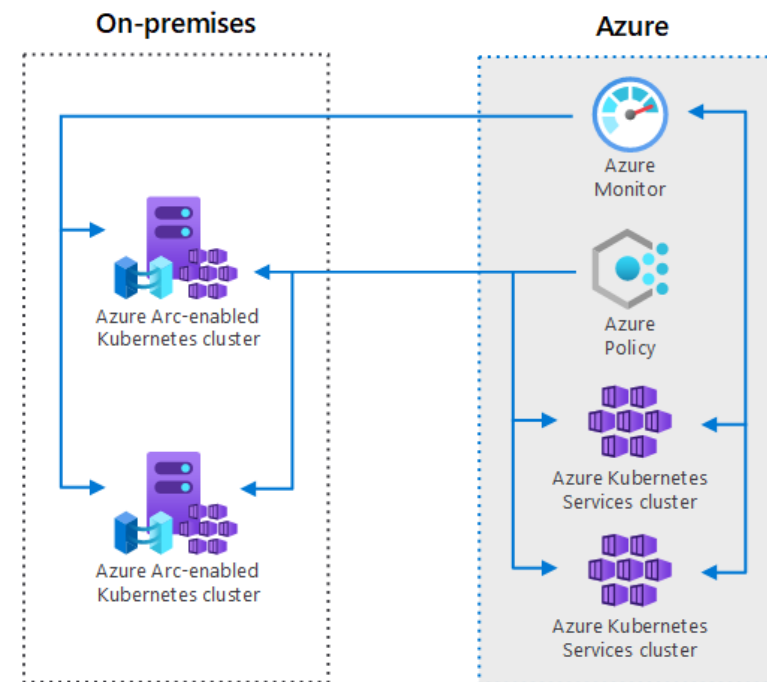 On-premises
Azure
Azure
Monitor
Azure Arc-enabled
Kubernetes cluster
Azure
Policy
Azure Kubernetes
Services cluster
Azure Arc-enabled
Kubernetes cluster
Azure Kubernetes
Services cluster